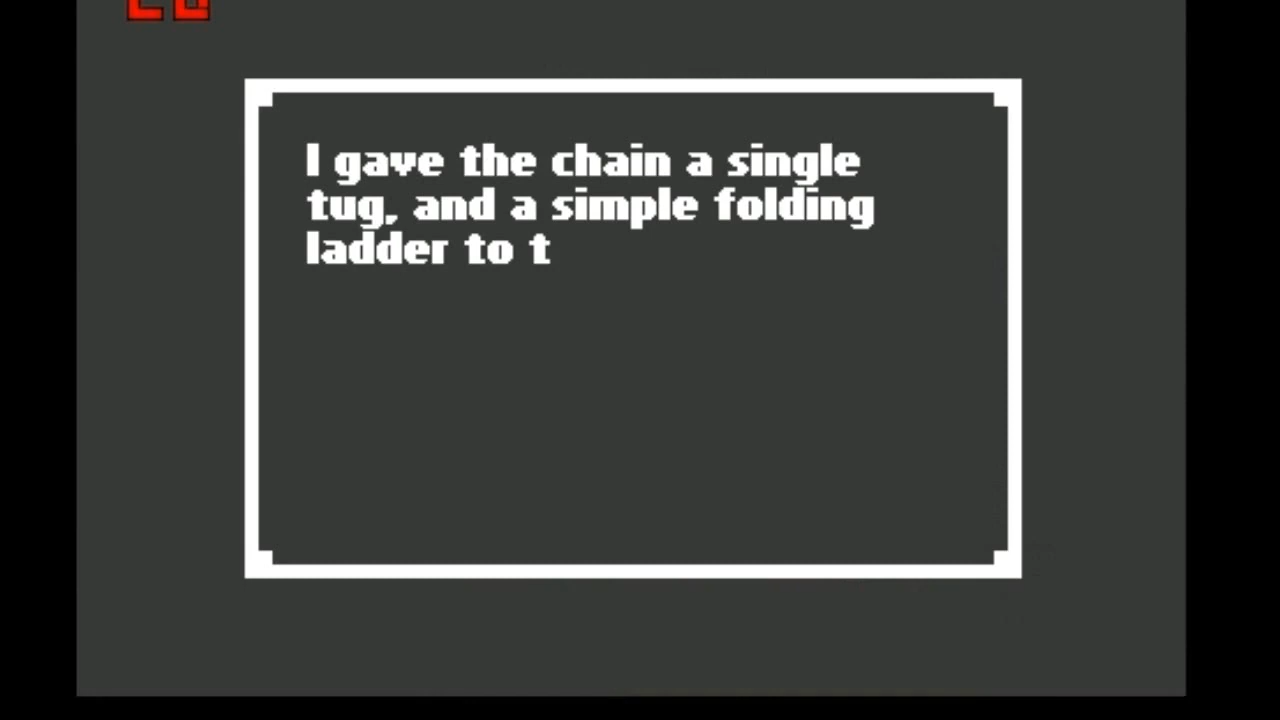 I gave the chain a single
tug, and a simple folding
ladder to t